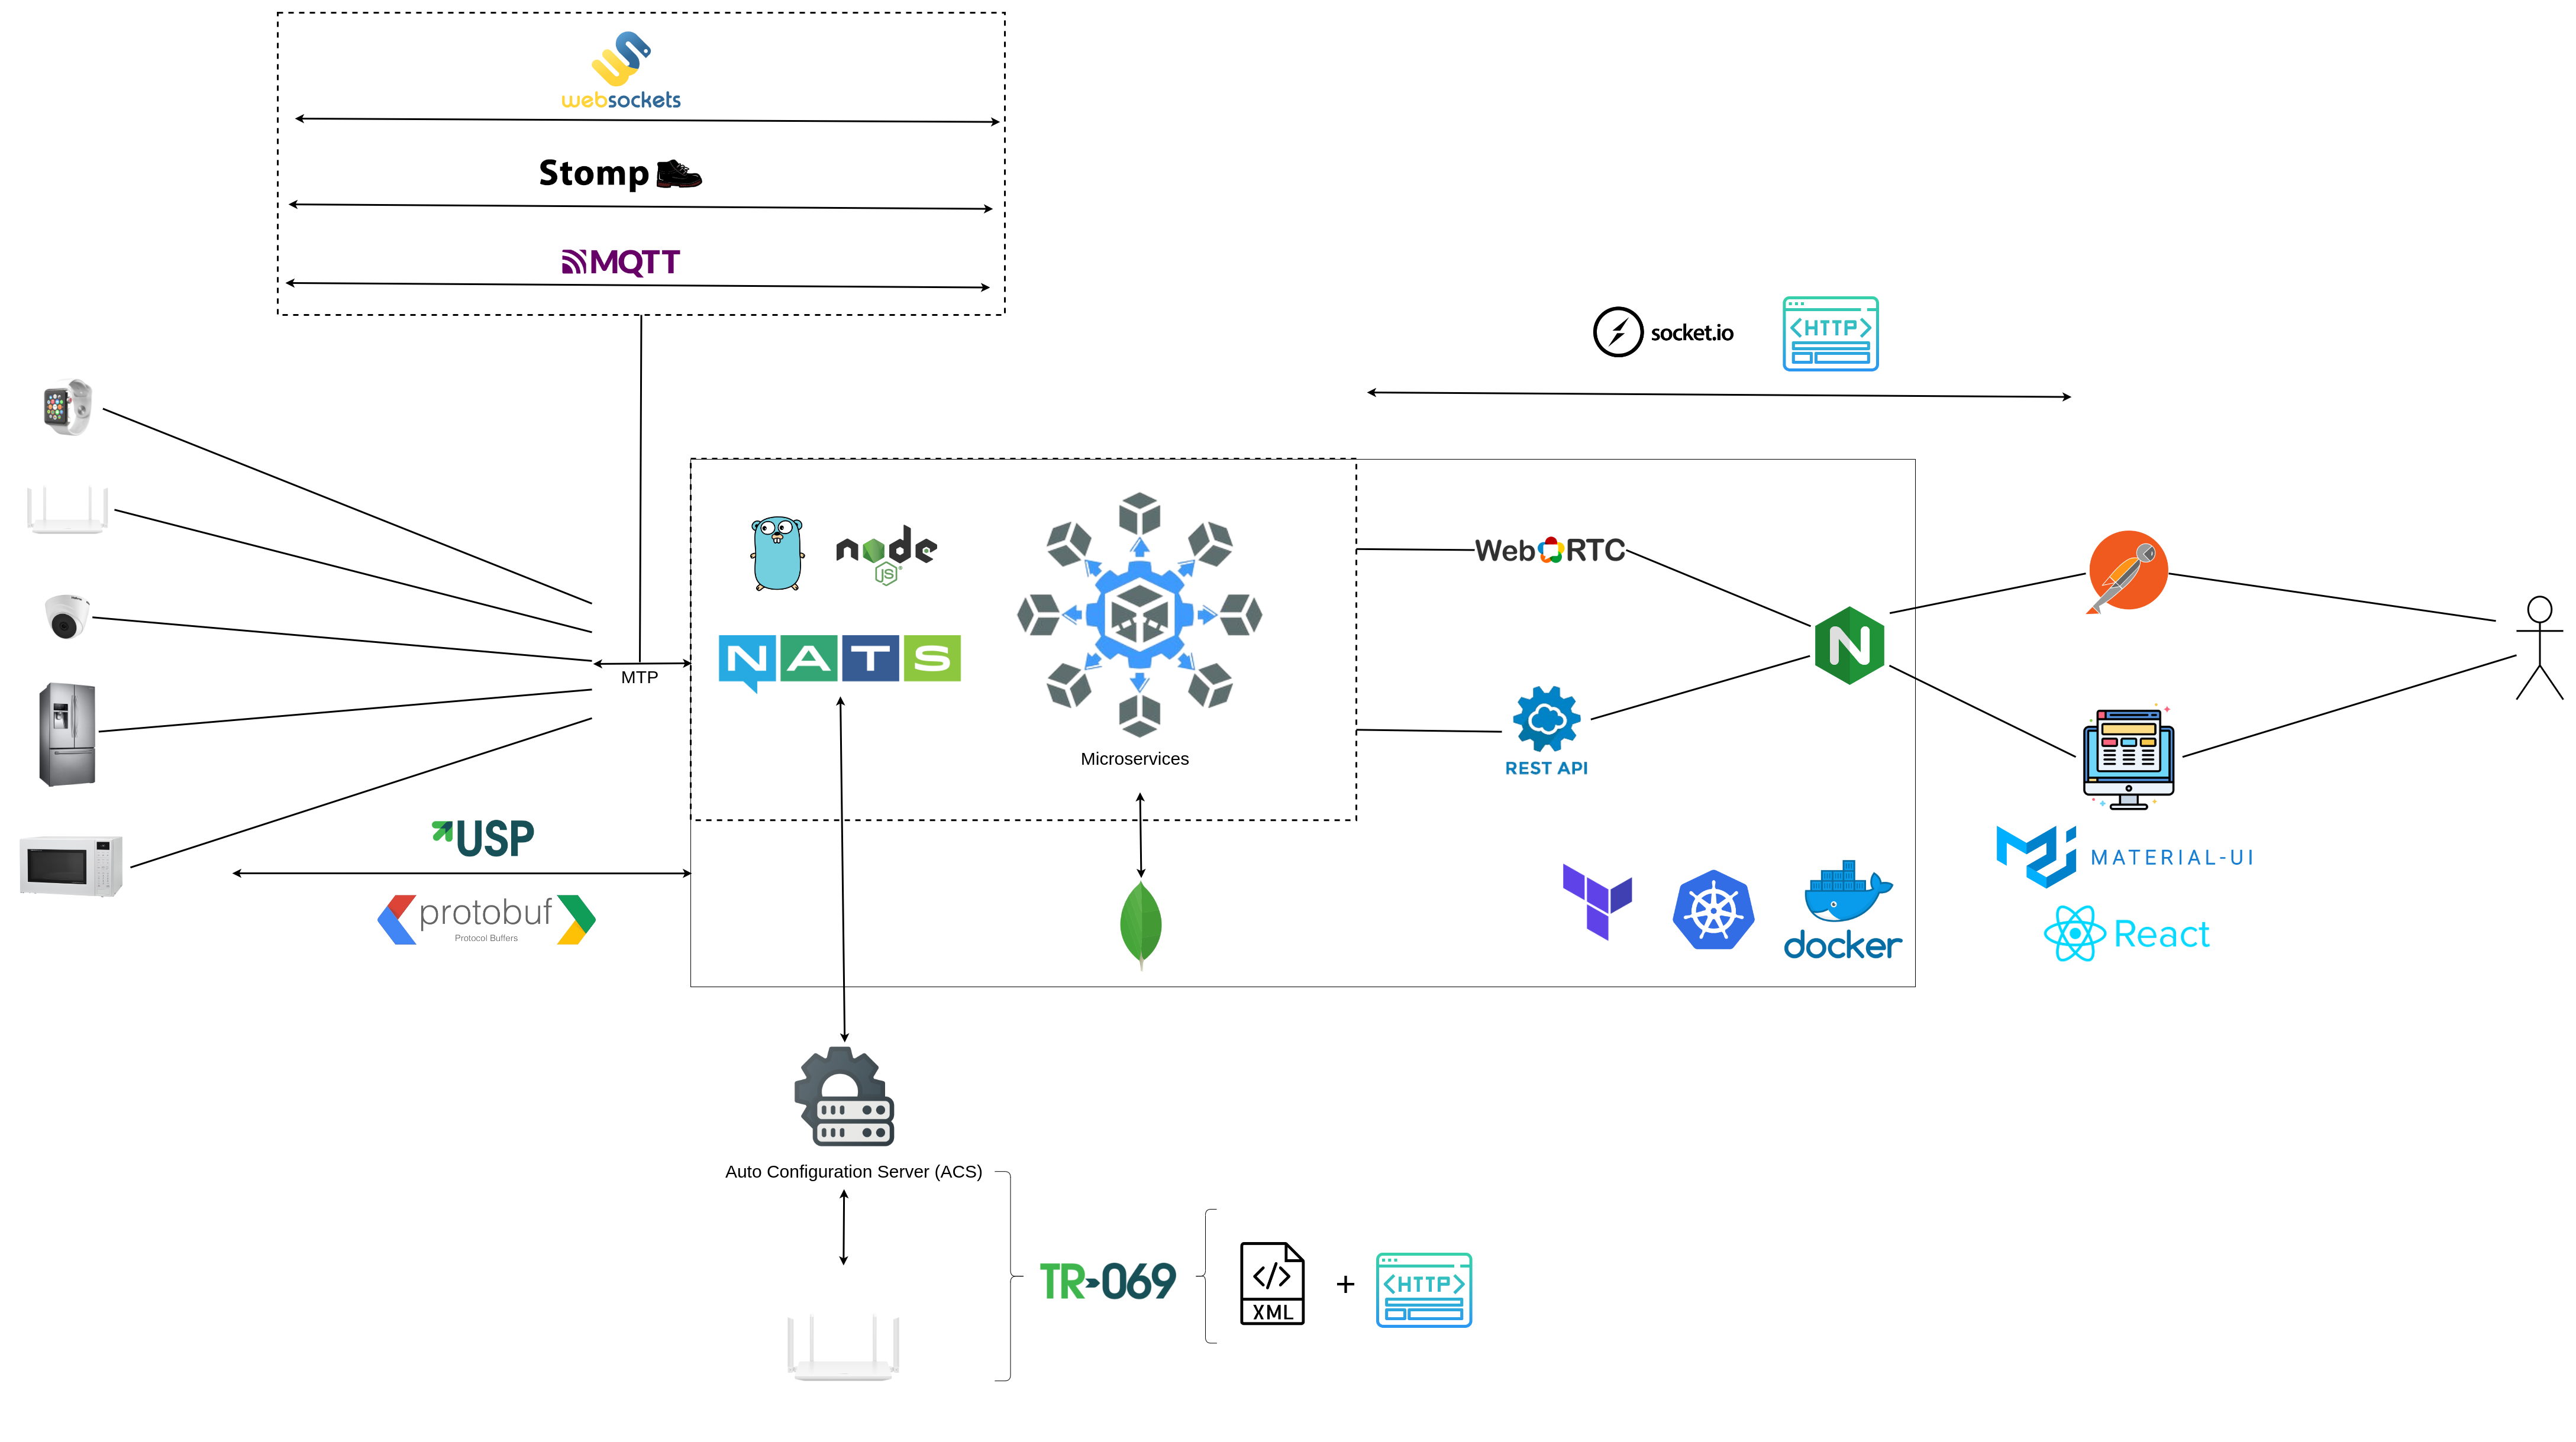 websockets
Stomp
MQTT
socket.io
<HTTP>
node
JS
NATS
MTP
Microservices
WebRTC
REST API
N
USP
protobuf
Protocol Buffers
docker
MATERIAL-UI
React
Auto Configuration Server (ACS)
TR-069
</>
XML
+
<HTTP>